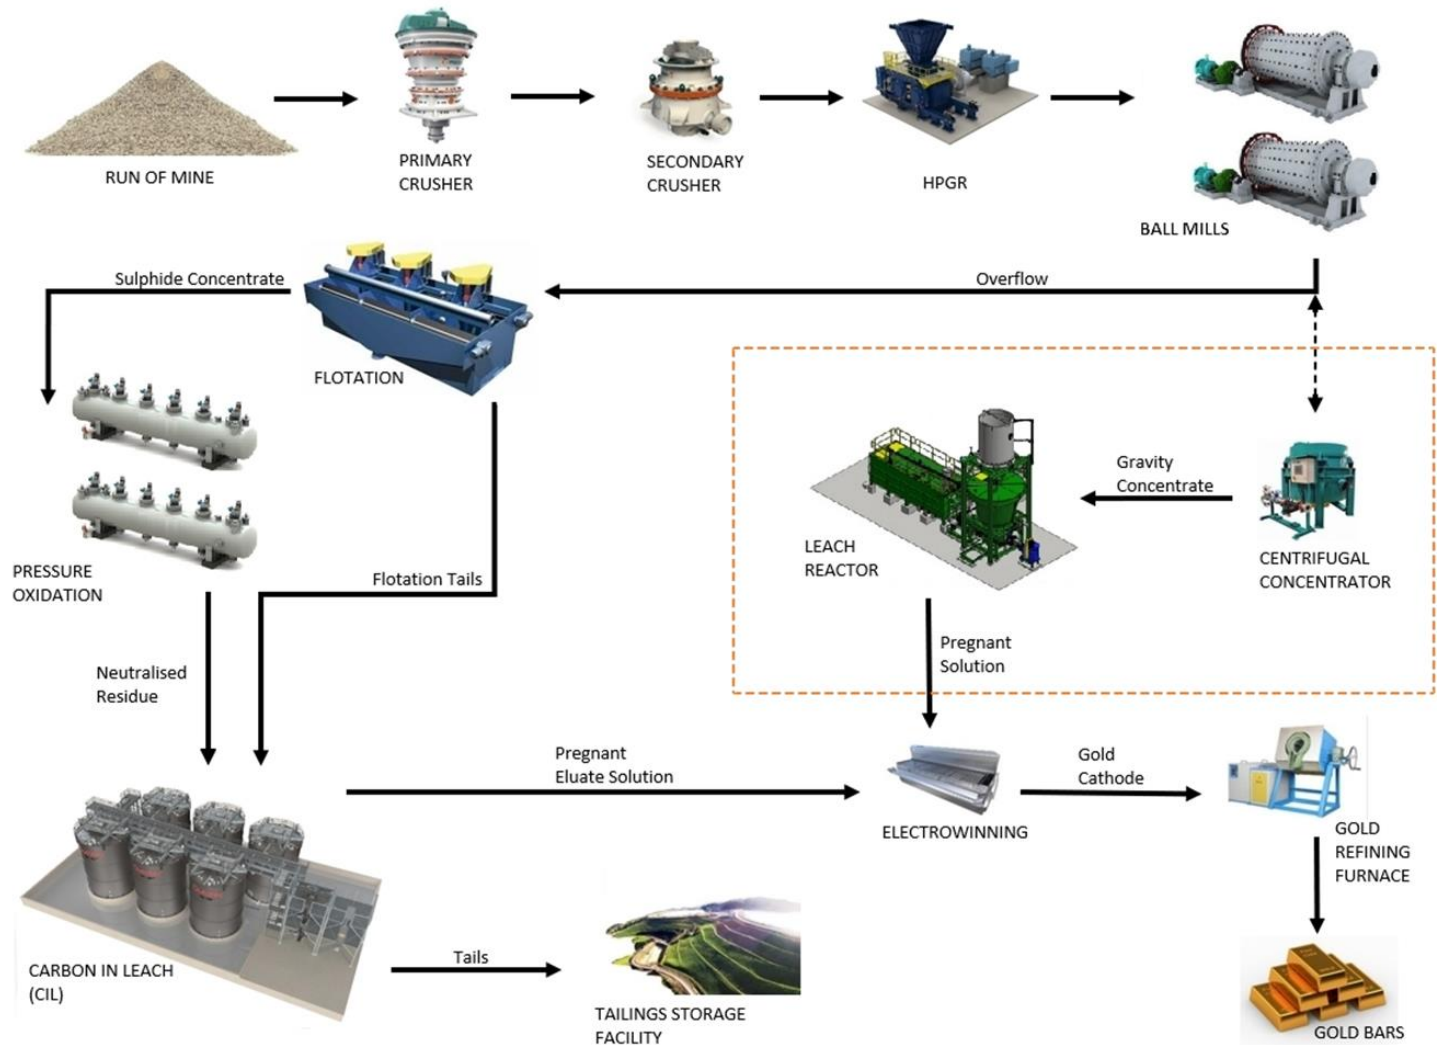 RUN OF MINE
PRIMARY
CRUSHER
SECONDARY
CRUSHER
HPGR
BALL MILLS
Overflow
Sulphide Concentrate
FLOTATION
Gravity
Concentrate
CENTRIFUGAL
CONCENTRATOR
LEACH
REACTOR
PRESSURE
OXIDATION
Flotation Tails
Neutralised
Residue
Pregnant
Solution
Pregnant
Eluate Solution
ELECTROWINNING
Gold
Cathode
GOLD
REFINING
FURNACE
CARBON IN LEACH
(CIL)
Tails
TAILINGS STORAGE
FACILITY
GOLD BARS